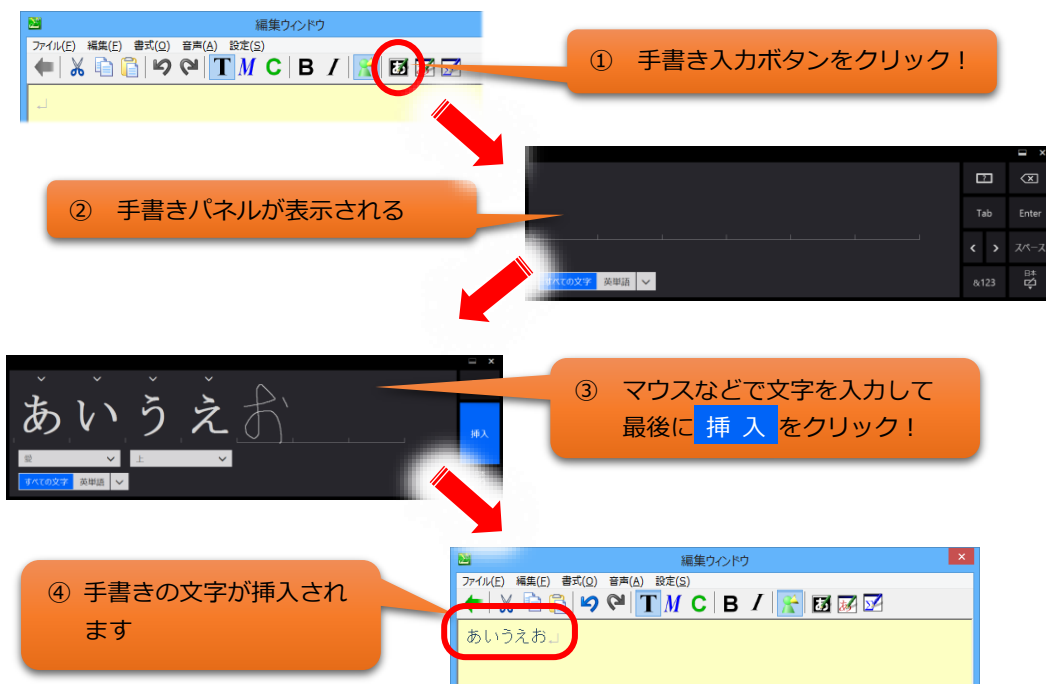 編集ウィンドウ
ファイル(F) 編集(E) 書式(O) 音声(A) 設定(S)
T M C B I あ
① 手書き入力ボタンをクリック！
② 手書きパネルが表示される
Tab Enter
< > スペース
すべての文字 英単語
&123 日本
あいうえお
挿入
愛 上
すべての文字 英単語
③ マウスなどで文字を入力して
最後に 挿 入 をクリック！
④ 手書きの文字が挿入され
ます
編集ウィンドウ
ファイル(F) 編集(E) 書式(O) 音声(A) 設定(S)
T M C B I あ
あいうえお